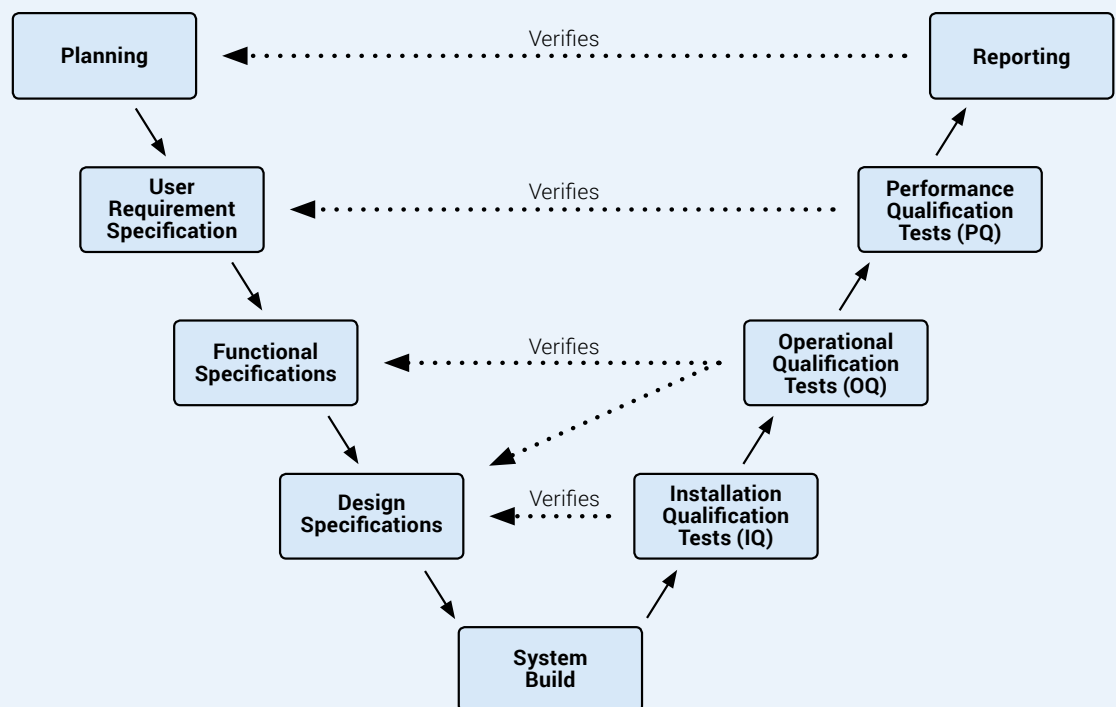 Planning
Verifies
Reporting
User
Requirement
Specification
Verifies
Performance
Qualification
Tests (PQ)
Functional
Specifications
Verifies
Operational
Qualification
Tests (OQ)
Design
Specifications
Verifies
Installation
Qualification
Tests (IQ)
System
Build